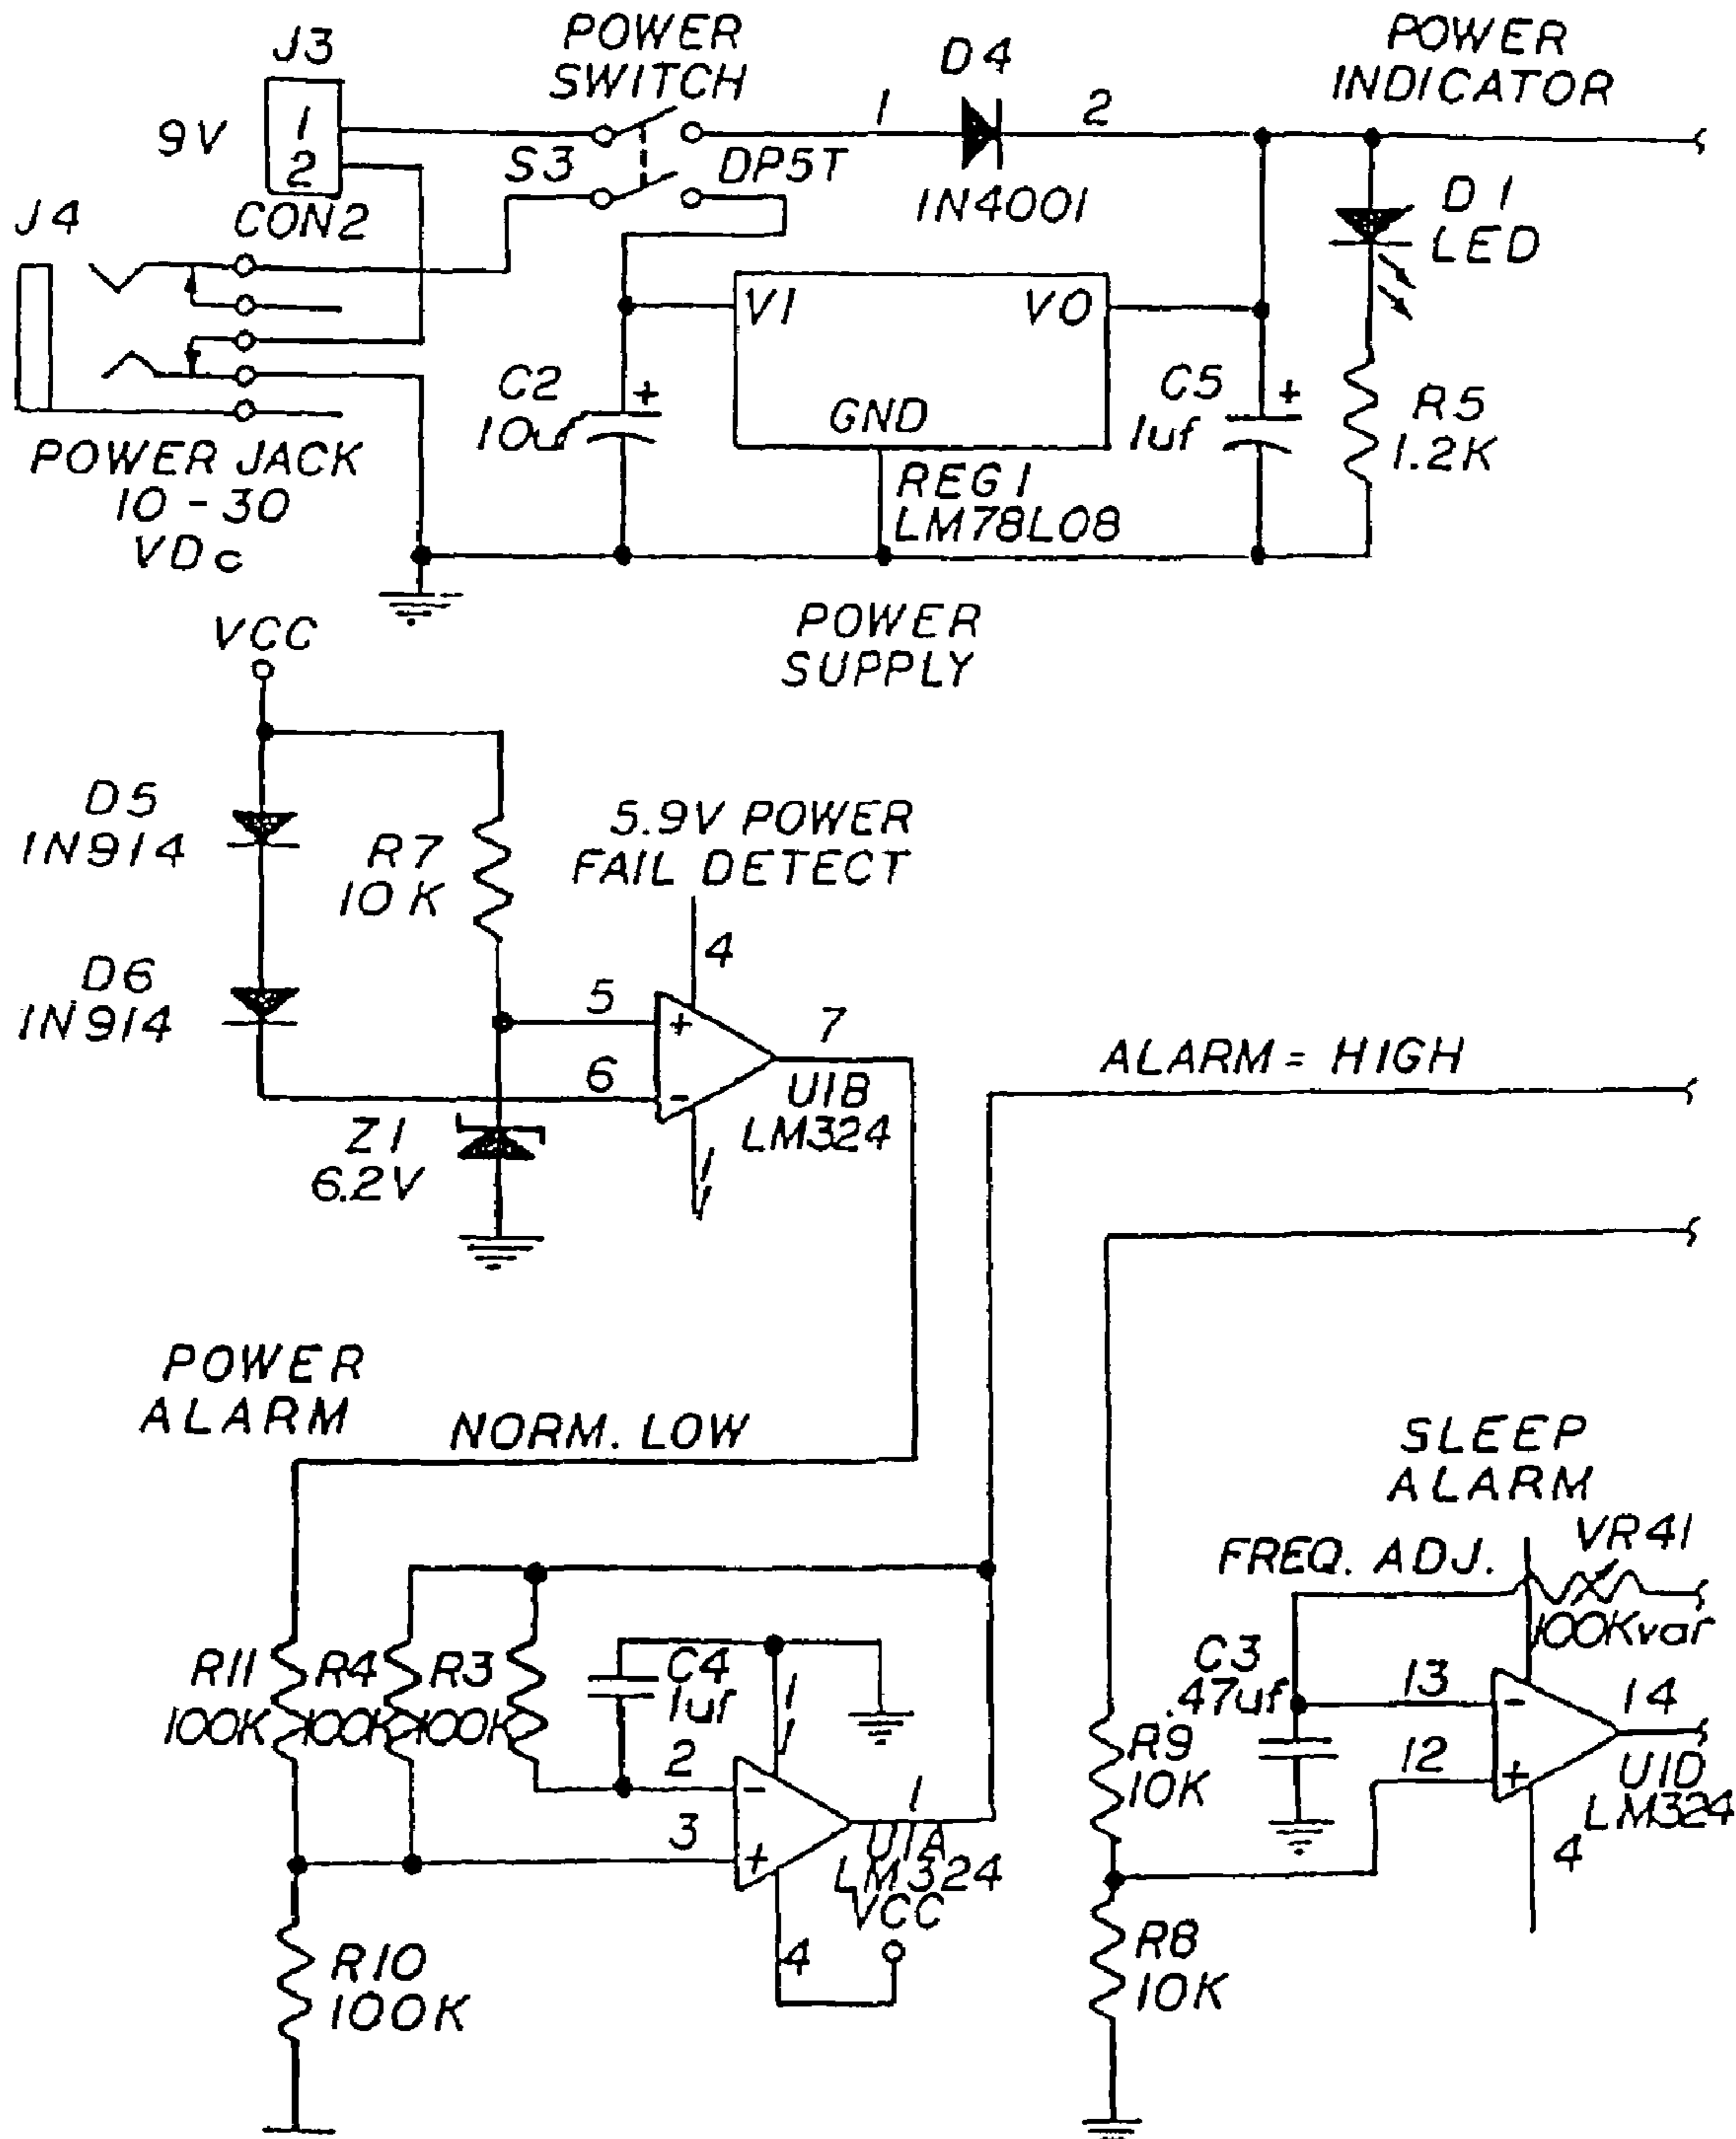 J3
POWER
SWITCH
D4
POWER
INDICATOR
9V
1
2
S3
DP5T
1
2
1N4001
CON2
J4
D1
LED
VI
VO
GND
C2
10uf
+
C5
1uf
+
R5
1.2K
REG1
LM78L08
POWER JACK
10-30
VDc
POWER
SUPPLY
VCC
D5
1N914
R7
10K
5.9V POWER
FAIL DETECT
4
D6
1N914
5
+
6
-
7
U1B
LM324
11
Z1
6.2V
ALARM = HIGH
POWER
ALARM
NORM. LOW
SLEEP
ALARM
FREQ. ADJ.
VR41
100Kvar
R11
100K
R4
100K
R3
100K
C4
1uf
11
2
-
3
+
1
U1A
LM324
VCC
4
C3
.47uf
13
-
12
+
14
U1D
LM324
4
R9
10K
R8
10K
R10
100K